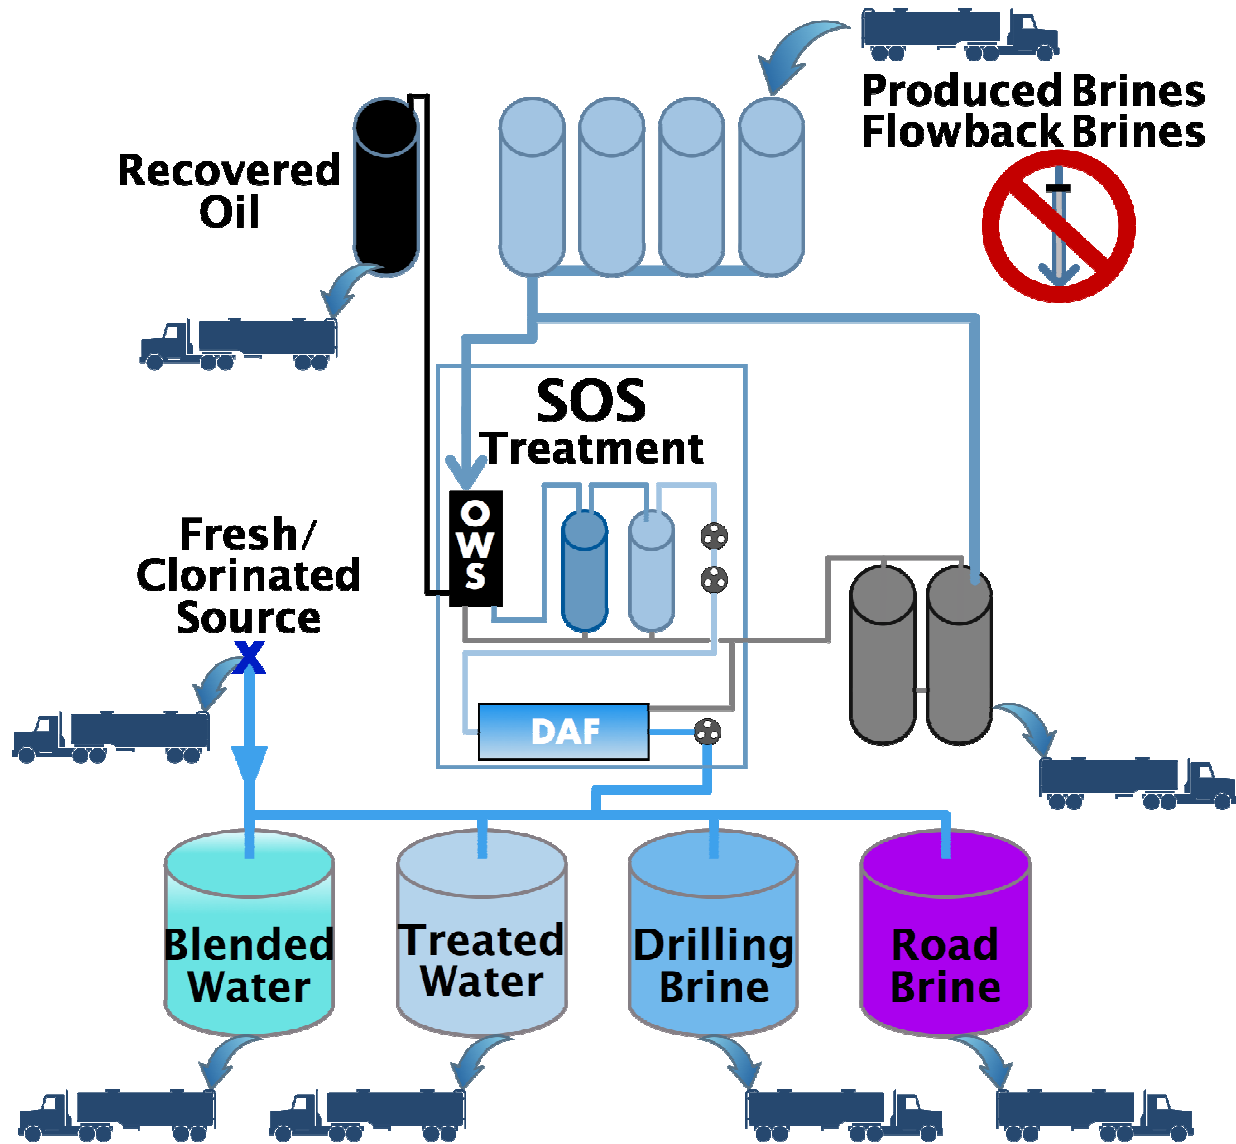 Produced Brines
Flowback Brines
Recovered
Oil
SOS
Treatment
OWS
Fresh/
Clorinated
Source
X
DAF
Blended
Water
Treated
Water
Drilling
Brine
Road
Brine